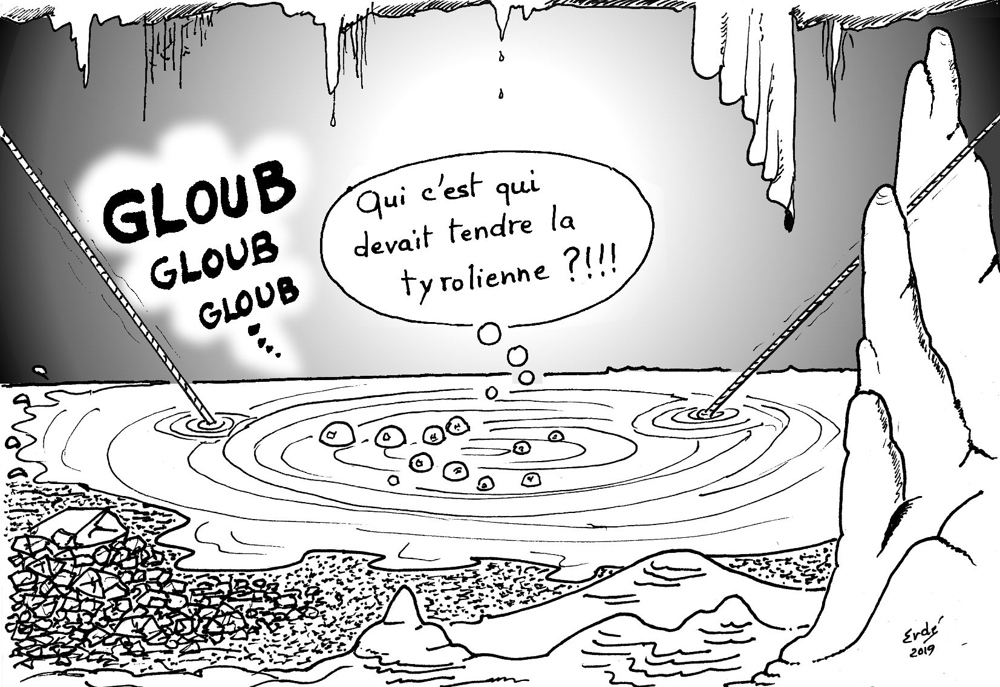 GLOUB
GLOUB
GLOUB
Qui c'est qui
devait tendre la
tyrolienne ?!!!
Erdé
2019